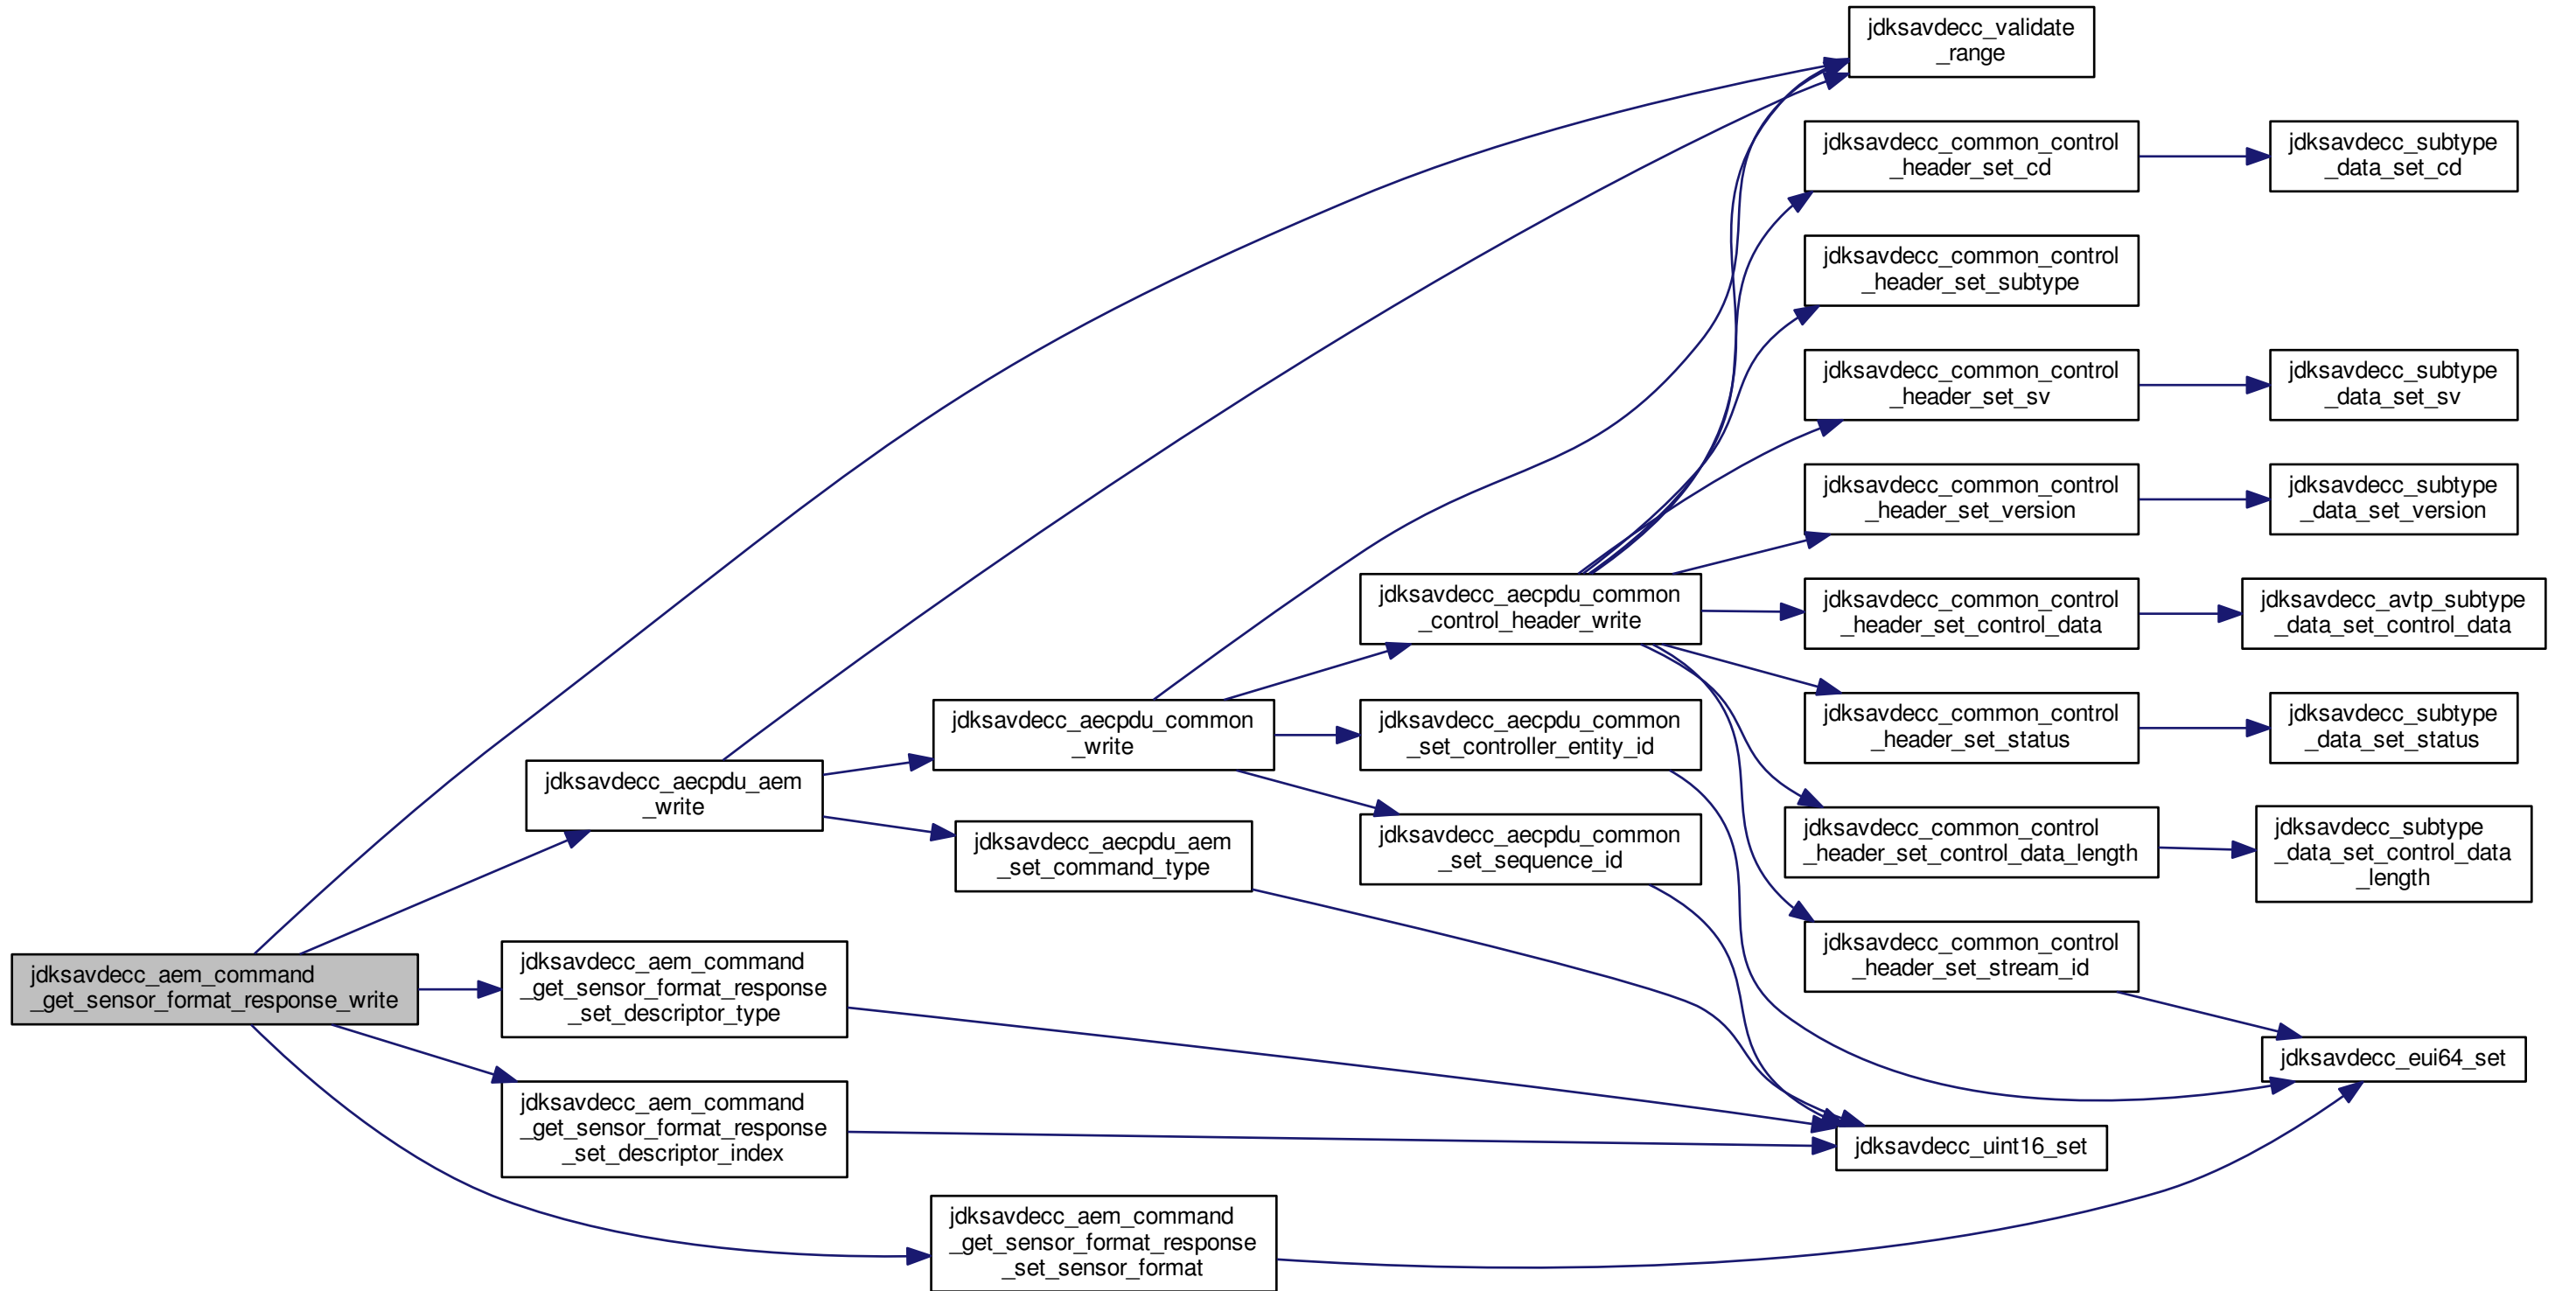 jdksavdecc_validate
_range
jdksavdecc_common_control
_header_set_cd
jdksavdecc_subtype
_data_set_cd
jdksavdecc_common_control
_header_set_subtype
jdksavdecc_common_control
_header_set_sv
jdksavdecc_subtype
_data_set_sv
jdksavdecc_common_control
_header_set_version
jdksavdecc_subtype
_data_set_version
jdksavdecc_aecpdu_common
_control_header_write
jdksavdecc_common_control
_header_set_control_data
jdksavdecc_avtp_subtype
_data_set_control_data
jdksavdecc_aecpdu_common
_write
jdksavdecc_aecpdu_common
_set_controller_entity_id
jdksavdecc_common_control
_header_set_status
jdksavdecc_subtype
_data_set_status
jdksavdecc_aecpdu_aem
_write
jdksavdecc_aecpdu_aem
_set_command_type
jdksavdecc_aecpdu_common
_set_sequence_id
jdksavdecc_common_control
_header_set_control_data_length
jdksavdecc_subtype
_data_set_control_data
_length
jdksavdecc_common_control
_header_set_stream_id
jdksavdecc_aem_command
_get_sensor_format_response_write
jdksavdecc_aem_command
_get_sensor_format_response
_set_descriptor_type
jdksavdecc_eui64_set
jdksavdecc_aem_command
_get_sensor_format_response
_set_descriptor_index
jdksavdecc_uint16_set
jdksavdecc_aem_command
_get_sensor_format_response
_set_sensor_format